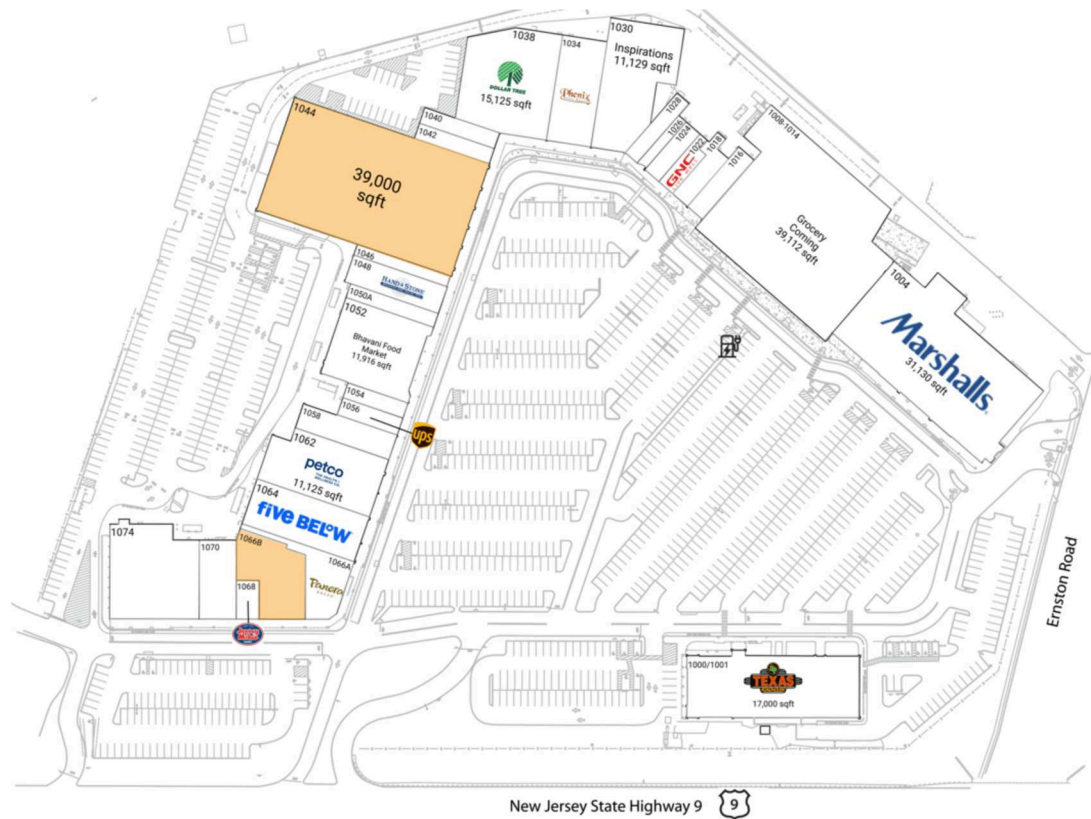 1030
Inspirations
11,129 sqft
1038
DOLLAR TREE
15,125 sqft
1034
Phenix
1044
39,000
sqft
1040
1042
1028
1026
1024
1022
GNC
1018
1016
1008-1014
Grocery
Coming
39,112 sqft
1004
Marshalls
31,130 sqft
1046
1048
HAND & STONE
1050A
1052
Bhavani Food
Market
11,916 sqft
1054
1056
ups
1058
1062
petco
11,125 sqft
1064
five BELOW
1066B
1066A
Panera
BREAD
1068
1070
1074
1000/1001
TEXAS
17,000 sqft
Ernston Road
New Jersey State Highway 9
9